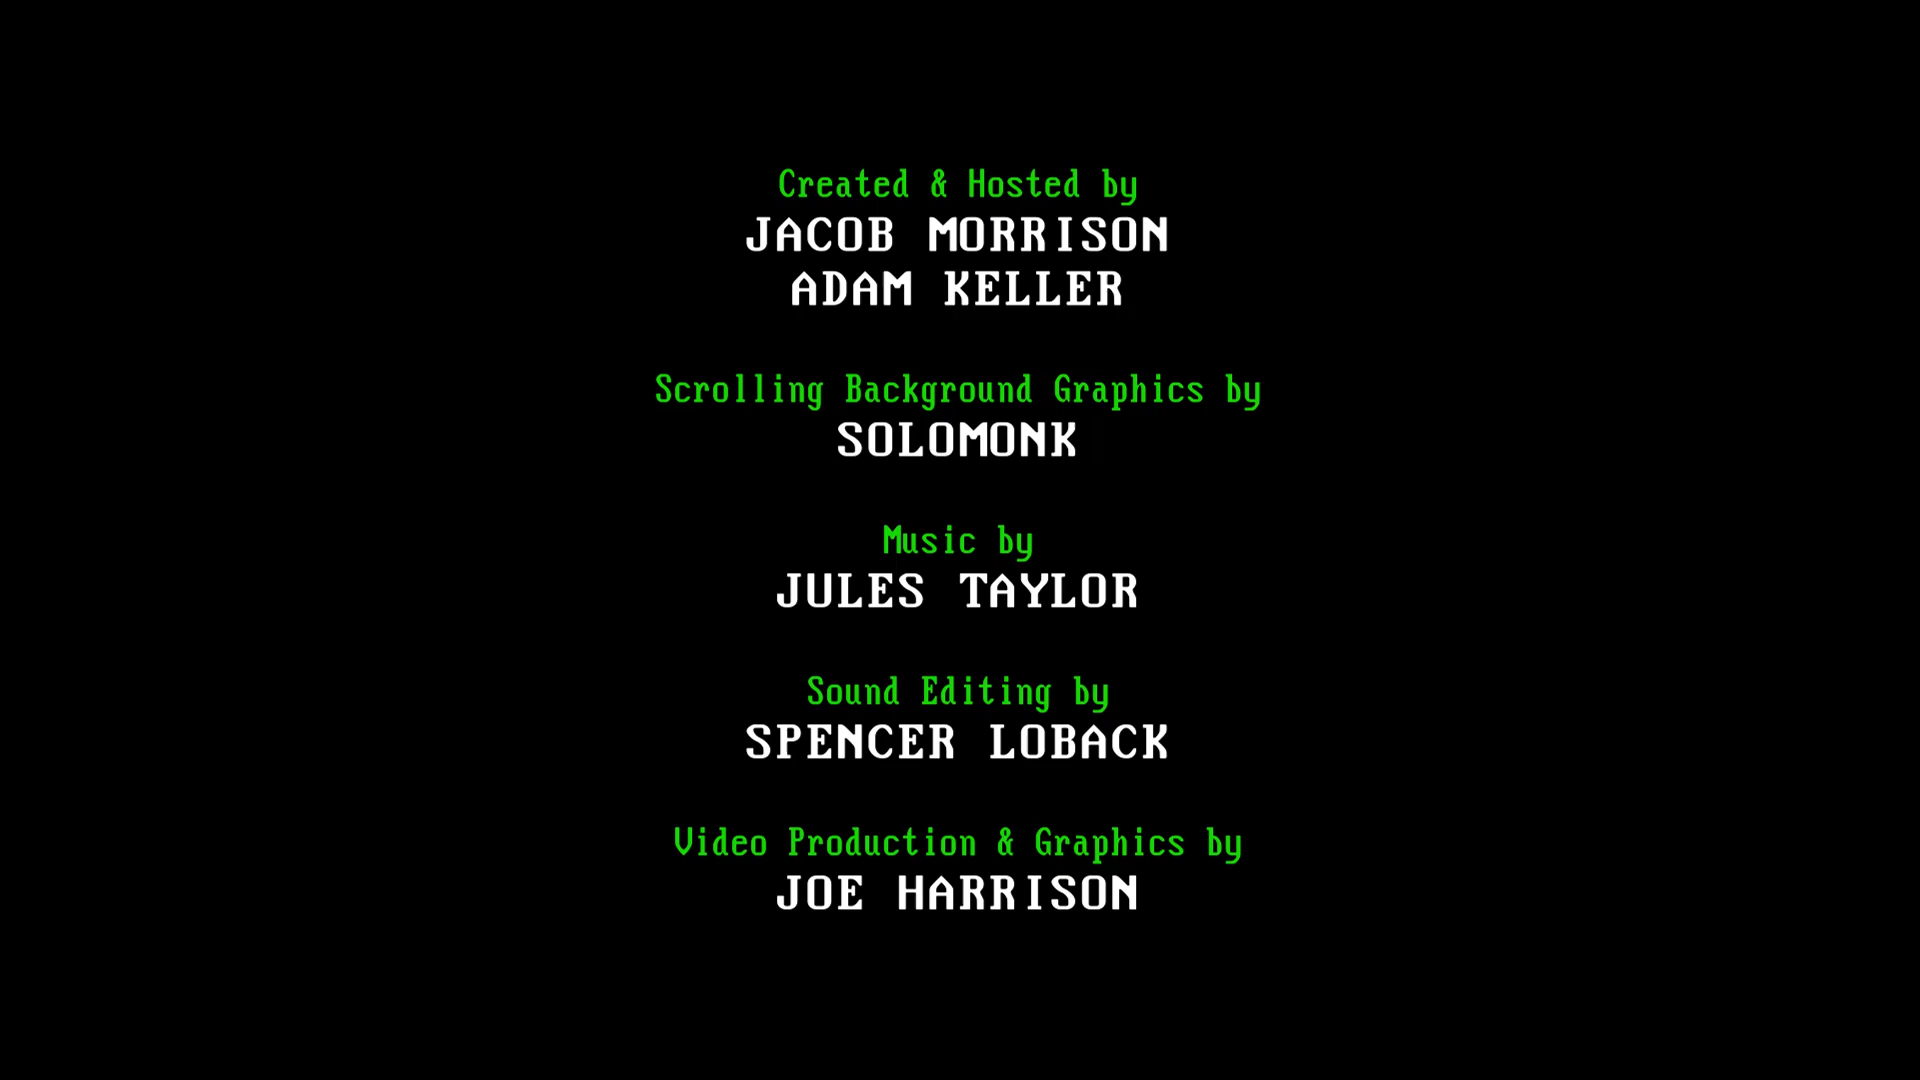 Created & Hosted by
JACOB MORRISON
ADAM KELLER
Scrolling Background Graphics by
SOLOMONK
Music by
JULES TAYLOR
Sound Editing by
SPENCER LOBACK
Video Production & Graphics by
JOE HARRISON